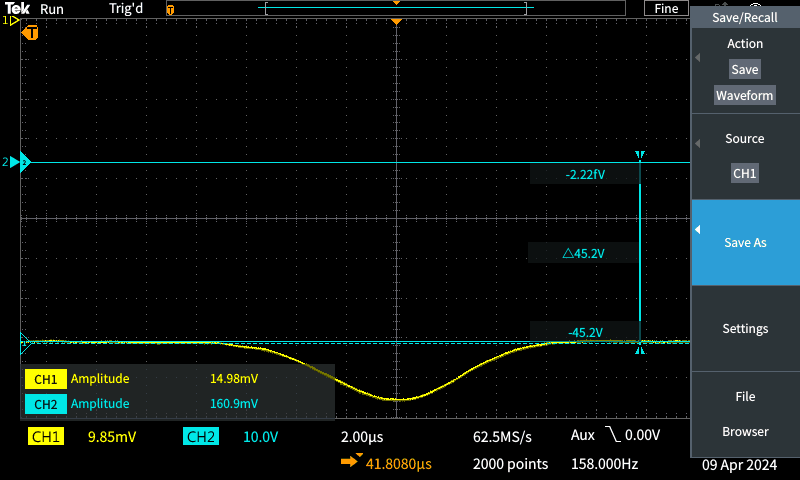 Tek Run Trig'd Fine
T
1
T
Save/Recall
Action
Save
Waveform
Source
CH1
Save As
Settings
File
Browser
2 2
-2.22fV
△45.2V
-45.2V
1
CH1 Amplitude 14.98mV
CH2 Amplitude 160.9mV
CH1 9.85mV CH2 10.0V 2.00µs 62.5MS/s Aux 0.00V
41.8080µs 2000 points 158.000Hz 09 Apr 2024